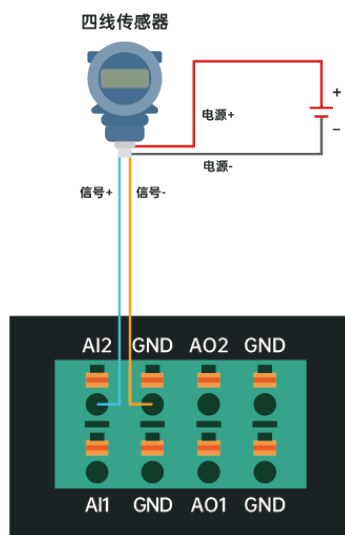 四线传感器
+
电源+
−
电源-
信号+ 信号-
AI2 GND AO2 GND
AI1 GND AO1 GND